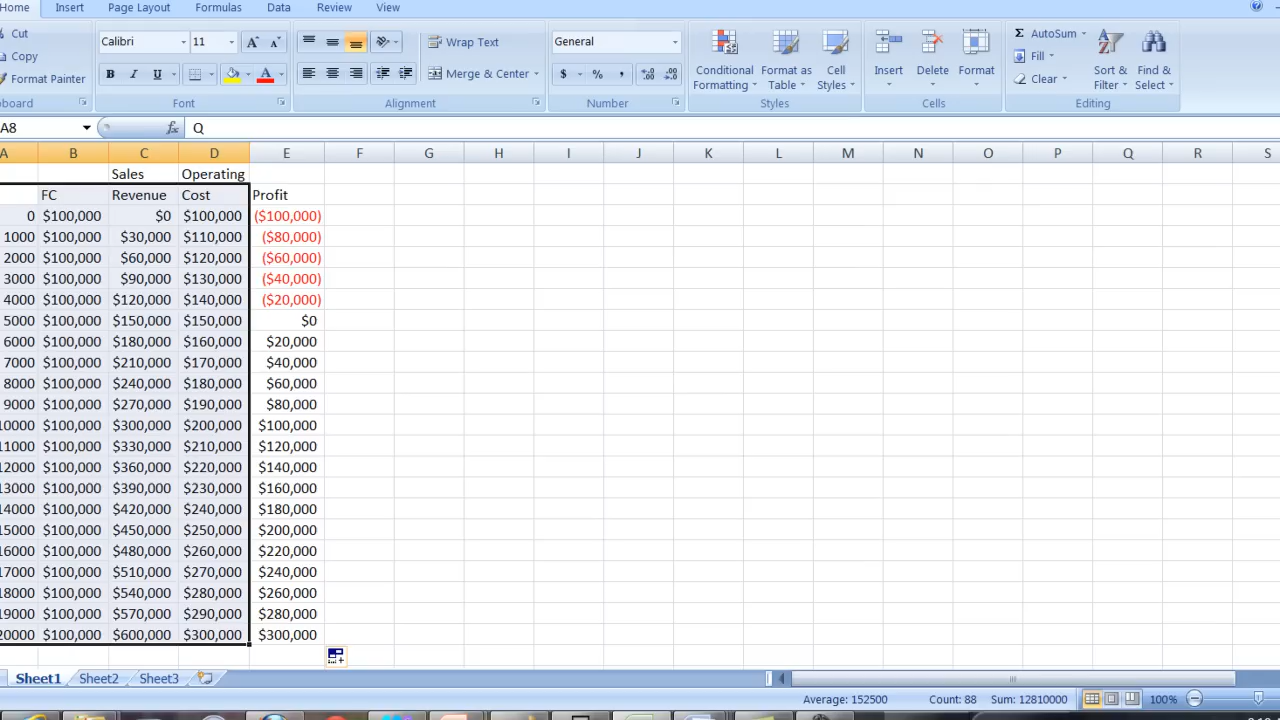 Home Insert Page Layout Formulas Data Review View
Cut Calibri 11 A A Wrap Text General AutoSum
Copy Fill
Format Painter B I U A Merge & Center $ % , .00 .00 Conditional Formatting Format as Table Cell Styles Insert Delete Format Clear Sort & Filter Find & Select
board Font Alignment Number Styles Cells Editing
A8 fx Q
A B C D E F G H I J K L M N O P Q R S
Sales Operating
FC Revenue Cost Profit
0 $100,000 $0 $100,000 ($100,000)
1000 $100,000 $30,000 $110,000 ($80,000)
2000 $100,000 $60,000 $120,000 ($60,000)
3000 $100,000 $90,000 $130,000 ($40,000)
4000 $100,000 $120,000 $140,000 ($20,000)
5000 $100,000 $150,000 $150,000 $0
6000 $100,000 $180,000 $160,000 $20,000
7000 $100,000 $210,000 $170,000 $40,000
8000 $100,000 $240,000 $180,000 $60,000
9000 $100,000 $270,000 $190,000 $80,000
10000 $100,000 $300,000 $200,000 $100,000
11000 $100,000 $330,000 $210,000 $120,000
12000 $100,000 $360,000 $220,000 $140,000
13000 $100,000 $390,000 $230,000 $160,000
14000 $100,000 $420,000 $240,000 $180,000
15000 $100,000 $450,000 $250,000 $200,000
16000 $100,000 $480,000 $260,000 $220,000
17000 $100,000 $510,000 $270,000 $240,000
18000 $100,000 $540,000 $280,000 $260,000
19000 $100,000 $570,000 $290,000 $280,000
20000 $100,000 $600,000 $300,000 $300,000
Sheet1 Sheet2 Sheet3
Average: 152500 Count: 88 Sum: 12810000 100%